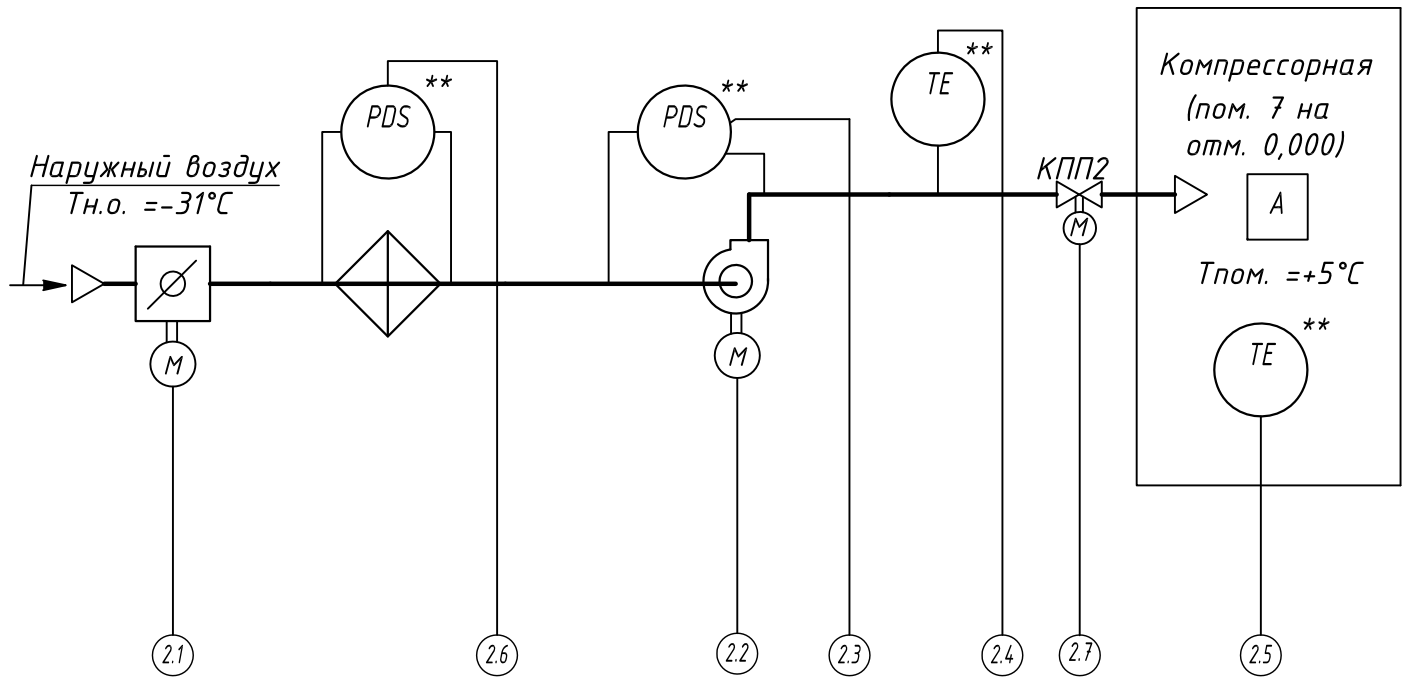 **
PDS
**
PDS
**
TE
Компрессорная
(пом. 7 на
отм. 0,000)
А
Тпом. =+5°С
**
TE
Наружный воздух
Тн.о. =-31°С
КПП2
М
М
М
2.1
2.6
2.2
2.3
2.4
2.7
2.5